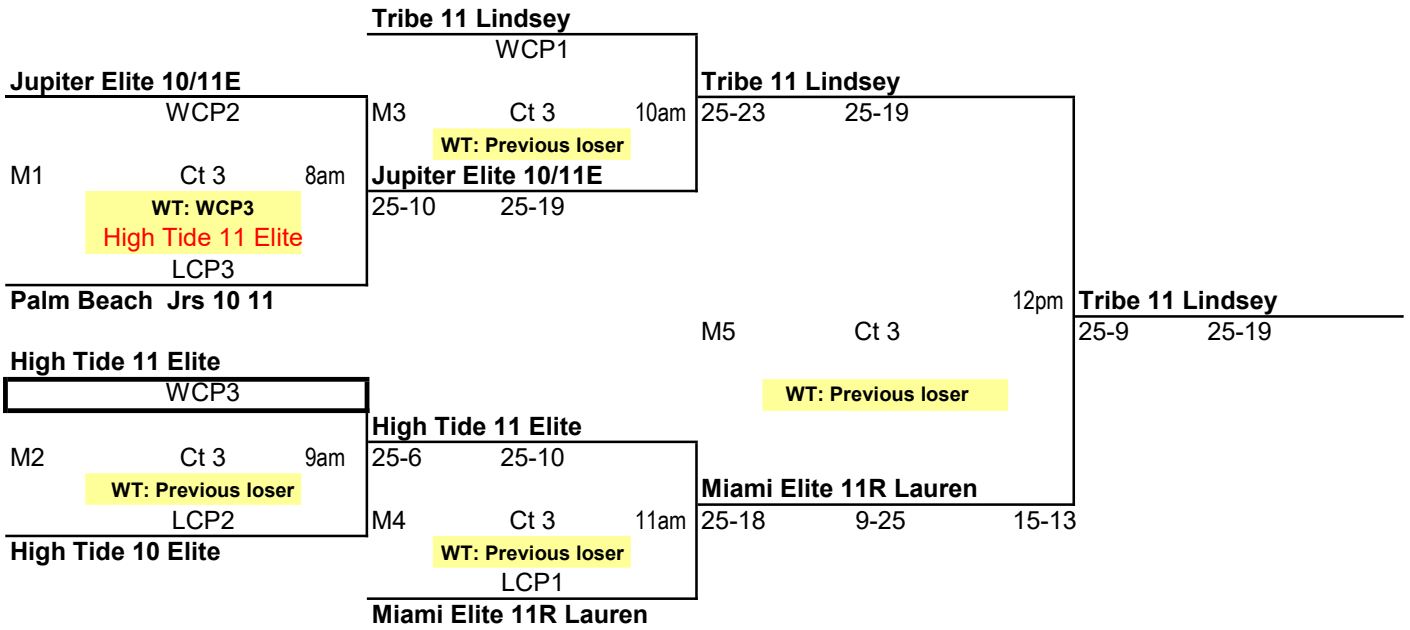 Tribe 11 Lindsey
WCP1
Jupiter Elite 10/11E Tribe 11 Lindsey
WCP2 M3 Ct 3 10am 25-23 25-19
WT: Previous loser
M1 Ct 3 8am Jupiter Elite 10/11E
WT: WCP3 25-10 25-19
High Tide 11 Elite
LCP3
Palm Beach Jrs 10 11 12pm Tribe 11 Lindsey
M5 Ct 3 25-9 25-19
High Tide 11 Elite
WCP3 WT: Previous loser
High Tide 11 Elite
M2 Ct 3 9am 25-6 25-10
WT: Previous loser Miami Elite 11R Lauren
LCP2 M4 Ct 3 11am 25-18 9-25 15-13
High Tide 10 Elite WT: Previous loser
LCP1
Miami Elite 11R Lauren